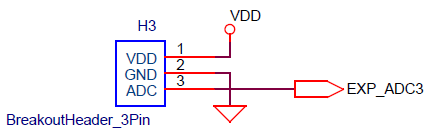 VDD
H3
VDD 1
GND 2
ADC 3
EXP_ADC3
BreakoutHeader_3Pin